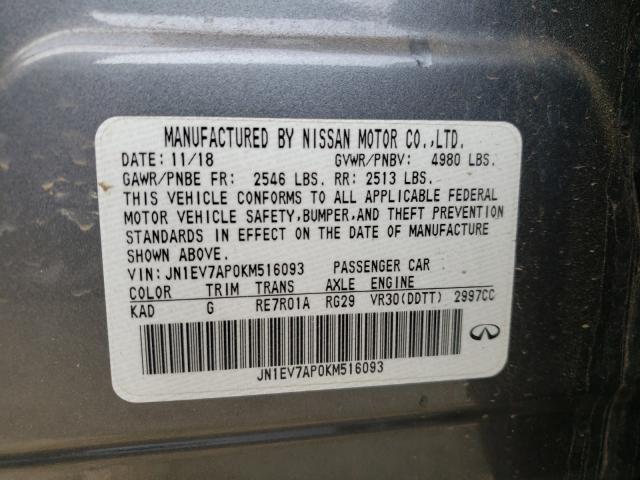 MANUFACTURED BY NISSAN MOTOR CO.,LTD.
DATE: 11/18 GVWR/PNBV: 4980 LBS.
GAWR/PNBE FR: 2546 LBS. RR: 2513 LBS.
THIS VEHICLE CONFORMS TO ALL APPLICABLE FEDERAL
MOTOR VEHICLE SAFETY,BUMPER,AND THEFT PREVENTION
STANDARDS IN EFFECT ON THE DATE OF MANUFACTURE
SHOWN ABOVE.
VIN: JN1EV7AP0KM516093 PASSENGER CAR
COLOR TRIM TRANS AXLE ENGINE
KAD G RE7R01A RG29 VR30(DDTT) 2997CC
JN1EV7AP0KM516093